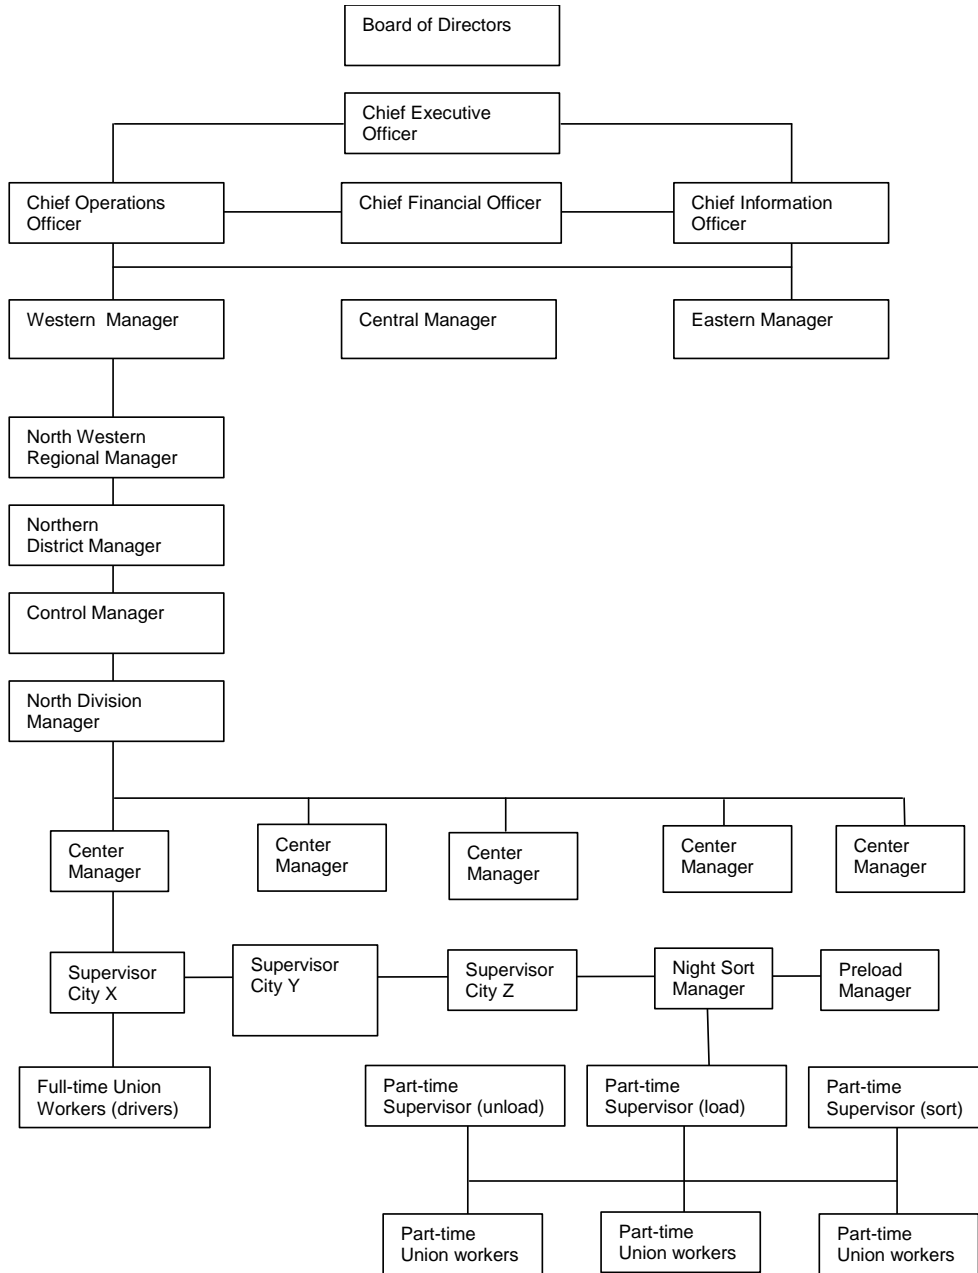 Board of Directors
Chief Executive
Officer
Chief Operations
Officer
Chief Financial Officer
Chief Information
Officer
Western  Manager
Central Manager
Eastern Manager
North Western
Regional Manager
Northern
District Manager
Control Manager
North Division
Manager
Center
Manager
Center
Manager
Center
Manager
Center
Manager
Center
Manager
Supervisor
City X
Supervisor
City Y
Supervisor
City Z
Night Sort
Manager
Preload
Manager
Full-time Union
Workers (drivers)
Part-time
Supervisor (unload)
Part-time
Supervisor (load)
Part-time
Supervisor (sort)
Part-time
Union workers
Part-time
Union workers
Part-time
Union workers